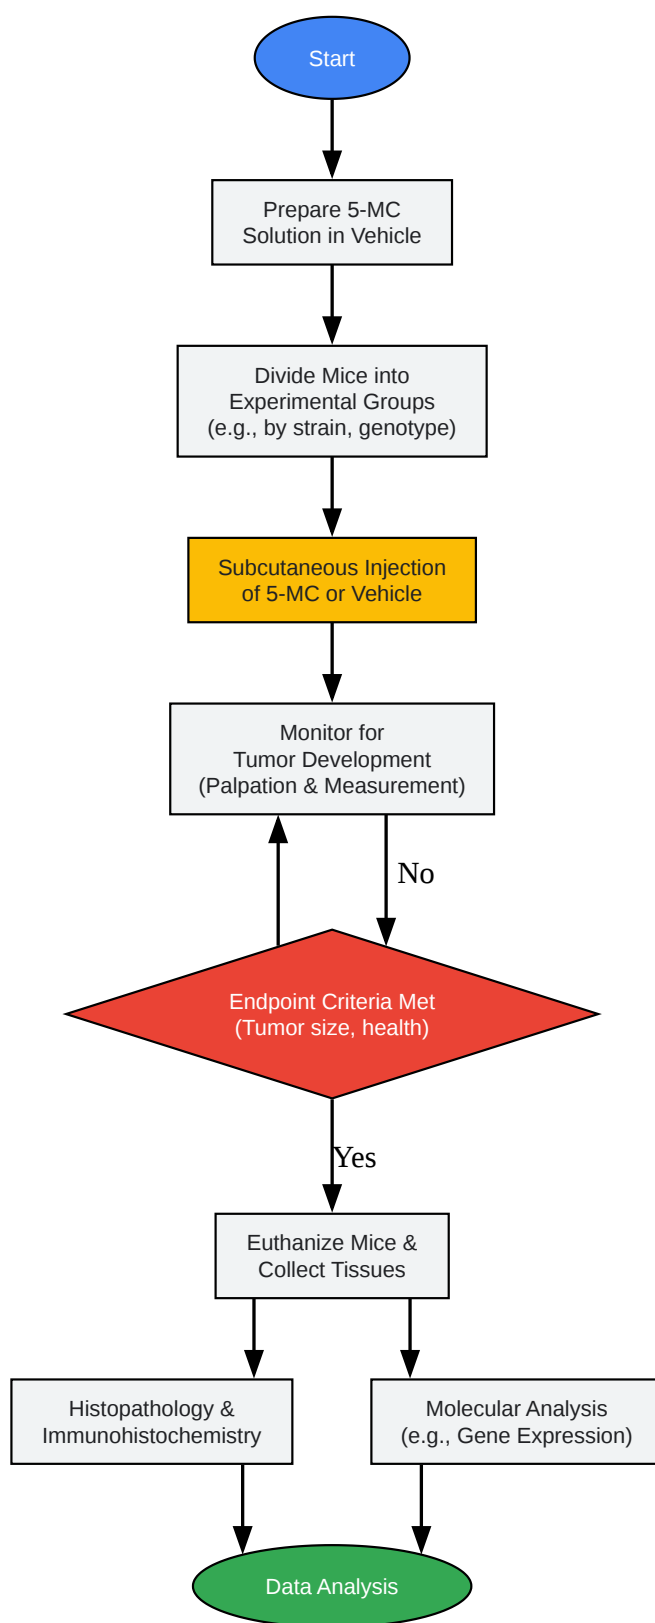 Start
Prepare 5-MC
Solution in Vehicle
Divide Mice into
Experimental Groups
(e.g., by strain, genotype)
Subcutaneous Injection
of 5-MC or Vehicle
Monitor for
Tumor Development
(Palpation & Measurement)
No
Endpoint Criteria Met
(Tumor size, health)
Yes
Euthanize Mice &
Collect Tissues
Histopathology &
Immunohistochemistry
Molecular Analysis
(e.g., Gene Expression)
Data Analysis